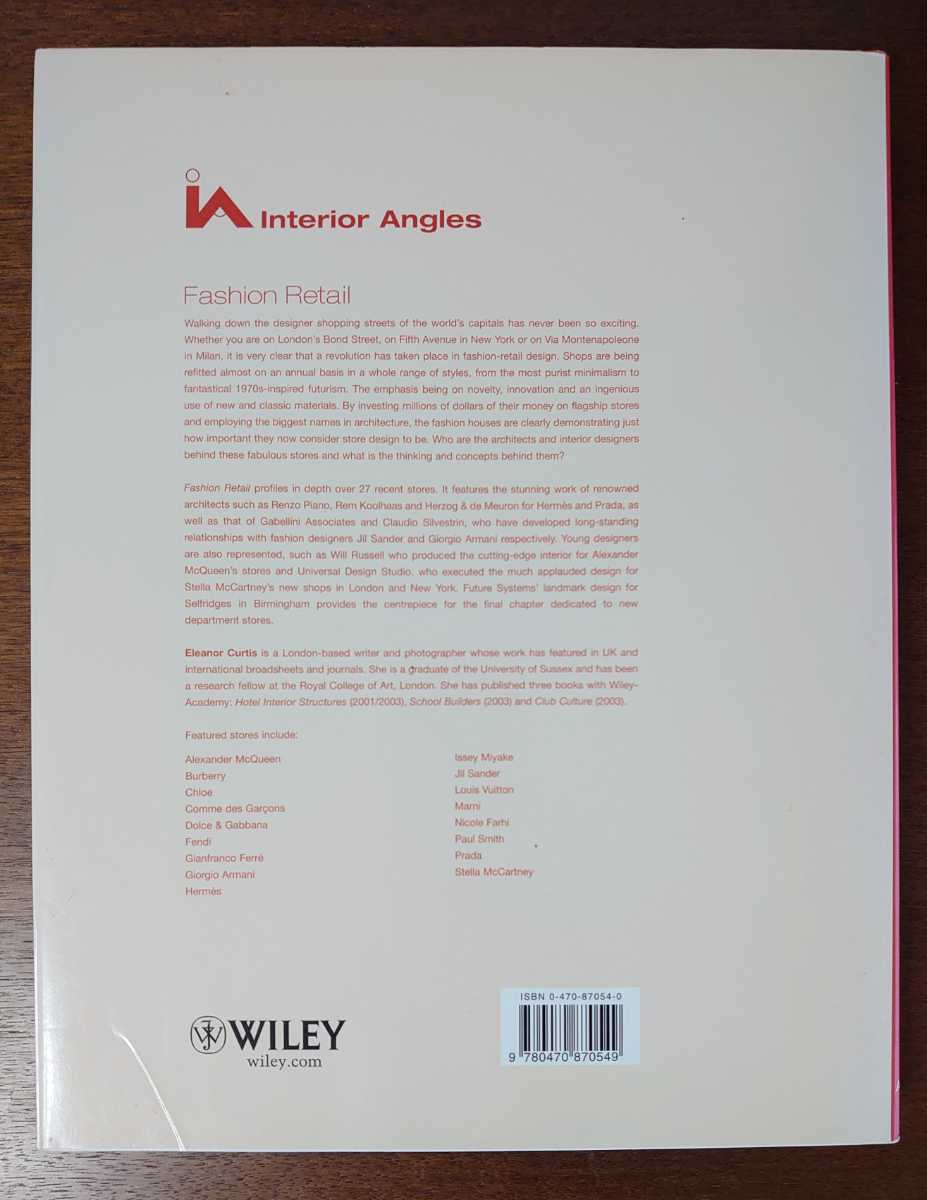 iA Interior Angles
Fashion Retail
Walking down the designer shopping streets of the world's capitals has never been so exciting.
Whether you are on London's Bond Street, on Fifth Avenue in New York or on Via Montenapoleone
in Milan, it is very clear that a revolution has taken place in fashion-retail design. Shops are being
refitted almost on an annual basis in a whole range of styles, from the most purist minimalism to
fantastical 1970s-inspired futurism. The emphasis being on novelty, innovation and an ingenious
use of new and classic materials. By investing millions of dollars of their money on flagship stores
and employing the biggest names in architecture, the fashion houses are clearly demonstrating just
how important they now consider store design to be. Who are the architects and interior designers
behind these fabulous stores and what is the thinking and concepts behind them?
Fashion Retail profiles in depth over 27 recent stores. It features the stunning work of renowned
architects such as Renzo Piano, Rem Koolhaas and Herzog & de Meuron for Hermès and Prada, as
well as that of Gabellini Associates and Claudio Silvestrin, who have developed long-standing
relationships with fashion designers Jil Sander and Giorgio Armani respectively. Young designers
are also represented, such as Will Russell who produced the cutting-edge interior for Alexander
McQueen's stores and Universal Design Studio, who executed the much applauded design for
Stella McCartney's new shops in London and New York. Future Systems' landmark design for
Selfridges in Birmingham provides the centrepiece for the final chapter dedicated to new
department stores.
Eleanor Curtis is a London-based writer and photographer whose work has featured in UK and
international broadsheets and journals. She is a graduate of the University of Sussex and has been
a research fellow at the Royal College of Art, London. She has published three books with Wiley-
Academy: Hotel Interior Structures (2001/2003), School Builders (2003) and Club Culture (2003).
Featured stores include:
Alexander McQueen
Burberry
Chloe
Comme des Garçons
Dolce & Gabbana
Fendi
Gianfranco Ferré
Giorgio Armani
Hermès
Issey Miyake
Jil Sander
Louis Vuitton
Marni
Nicole Farhi
Paul Smith
Prada
Stella McCartney
WILEY
wiley.com
ISBN 0-470-87054-0
9 780470 870549